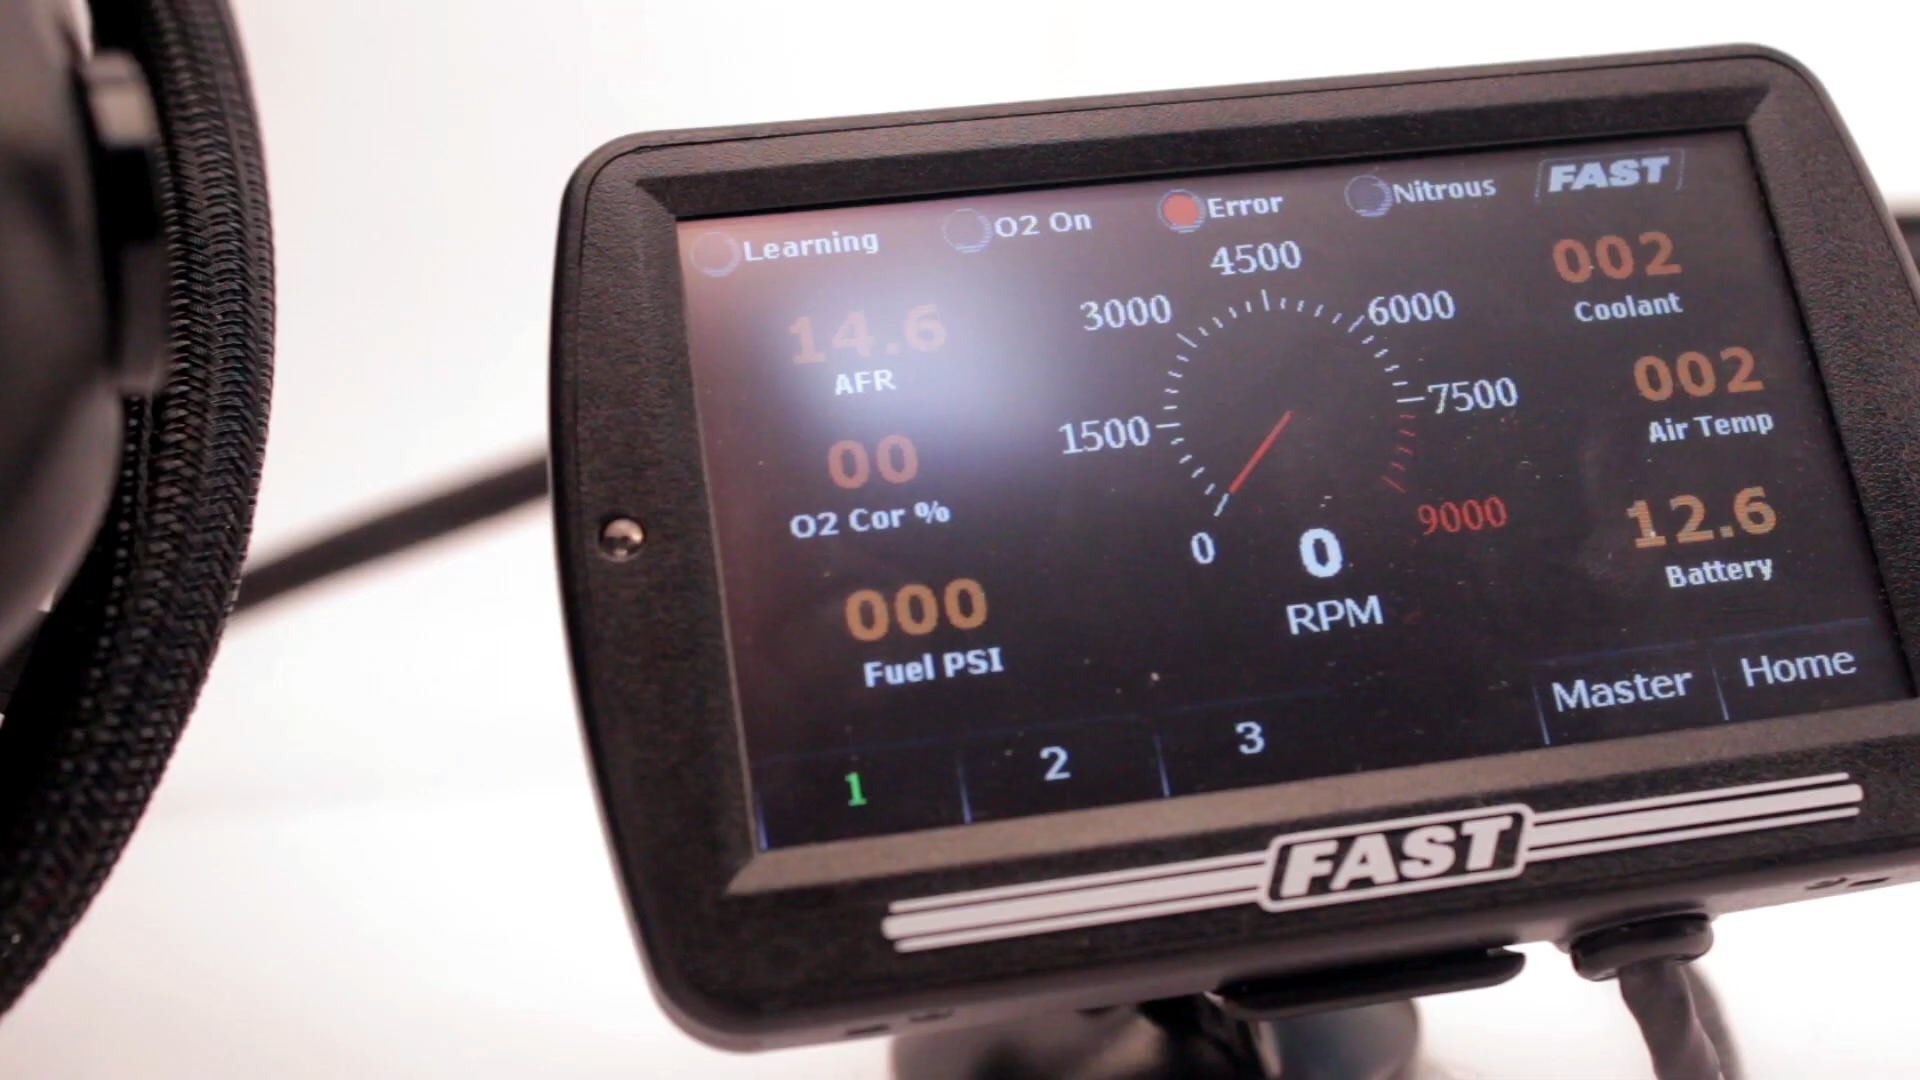 Learning
O2 On
Error
Nitrous
FAST
14.6
AFR
00
O2 Cor %
000
Fuel PSI
0
1500
3000
4500
6000
7500
9000
0
RPM
002
Coolant
002
Air Temp
12.6
Battery
1
2
3
Master
Home
FAST